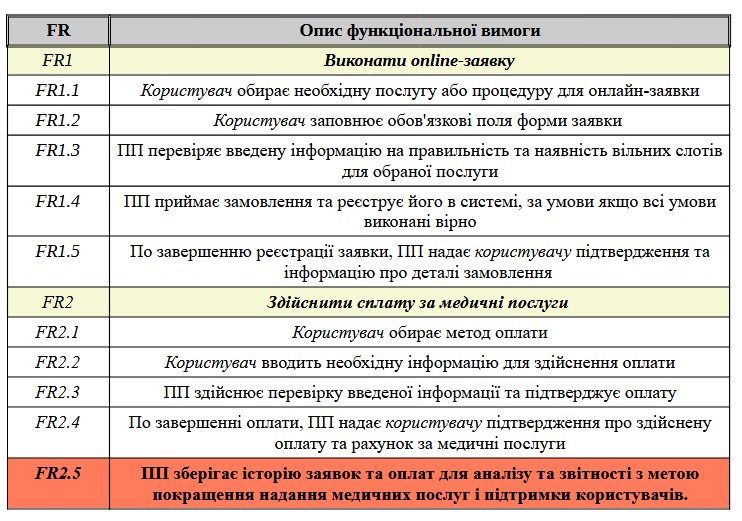 FR Опис функціональної вимоги
FR1 Виконати online-заявку
FR1.1 Користувач обирає необхідну послугу або процедуру для онлайн-заявки
FR1.2 Користувач заповнює обов'язкові поля форми заявки
FR1.3 ПП перевіряє введену інформацію на правильність та наявність вільних слотів
для обраної послуги
FR1.4 ПП приймає замовлення та реєструє його в системі, за умови якщо всі умови
виконані вірно
FR1.5 По завершенню реєстрації заявки, ПП надає користувачу підтвердження та
інформацію про деталі замовлення
FR2 Здійснити сплату за медичні послуги
FR2.1 Користувач обирає метод оплати
FR2.2 Користувач вводить необхідну інформацію для здійснення оплати
FR2.3 ПП здійснює перевірку введеної інформації та підтверджує оплату
FR2.4 По завершенні оплати, ПП надає користувачу підтвердження про здійснену
оплату та рахунок за медичні послуги
FR2.5 ПП зберігає історію заявок та оплат для аналізу та звітності з метою
покращення надання медичних послуг і підтримки користувачів.